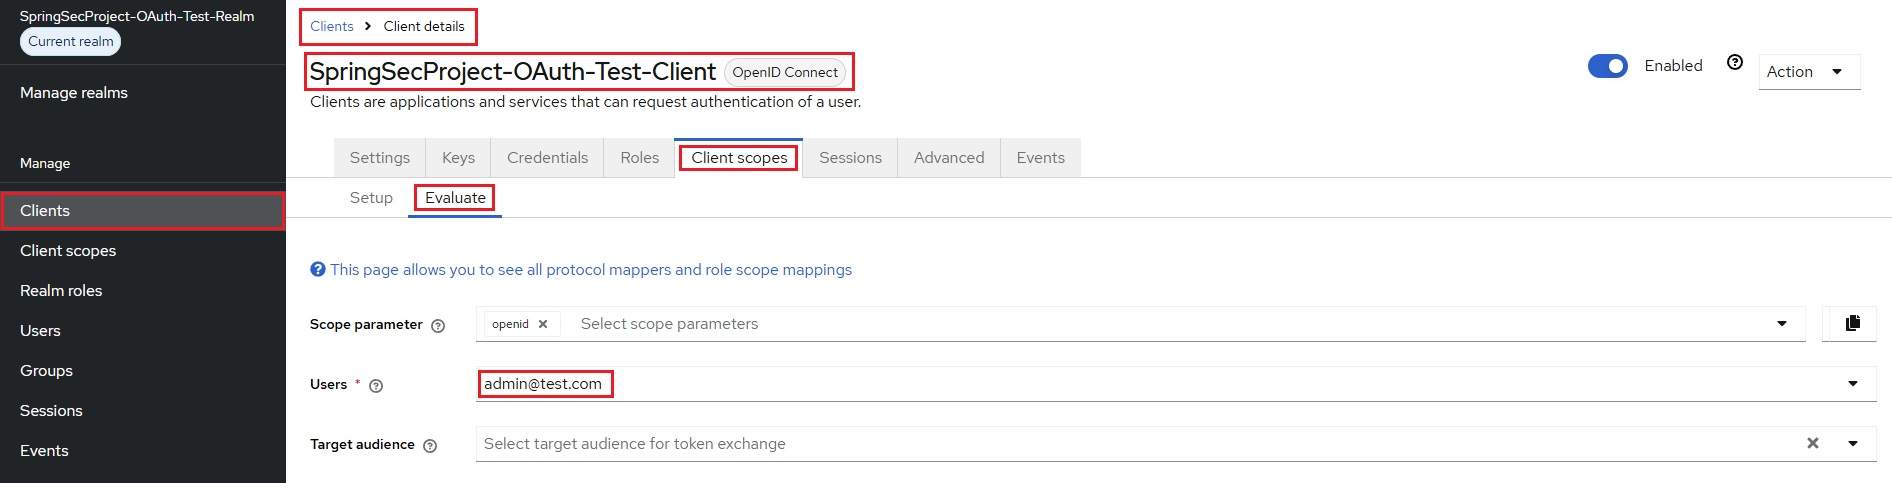 SpringSecProject-OAuth-Test-Realm
Current realm
Manage realms
Manage
Clients
Client scopes
Realm roles
Users
Groups
Sessions
Events
Clients > Client details
SpringSecProject-OAuth-Test-Client OpenID Connect
Enabled
Action
Clients are applications and services that can request authentication of a user.
Settings Keys Credentials Roles Client scopes Sessions Advanced Events
Setup Evaluate
This page allows you to see all protocol mappers and role scope mappings
Scope parameter openid Select scope parameters
Users * admin@test.com
Target audience Select target audience for token exchange